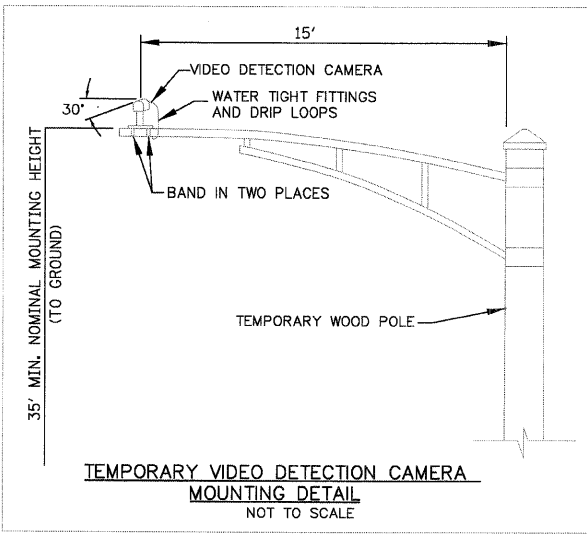 15'
VIDEO DETECTION CAMERA
WATER TIGHT FITTINGS
AND DRIP LOOPS
30°
BAND IN TWO PLACES
35' MIN. NOMINAL MOUNTING HEIGHT
(TO GROUND)
TEMPORARY WOOD POLE
TEMPORARY VIDEO DETECTION CAMERA
MOUNTING DETAIL
NOT TO SCALE